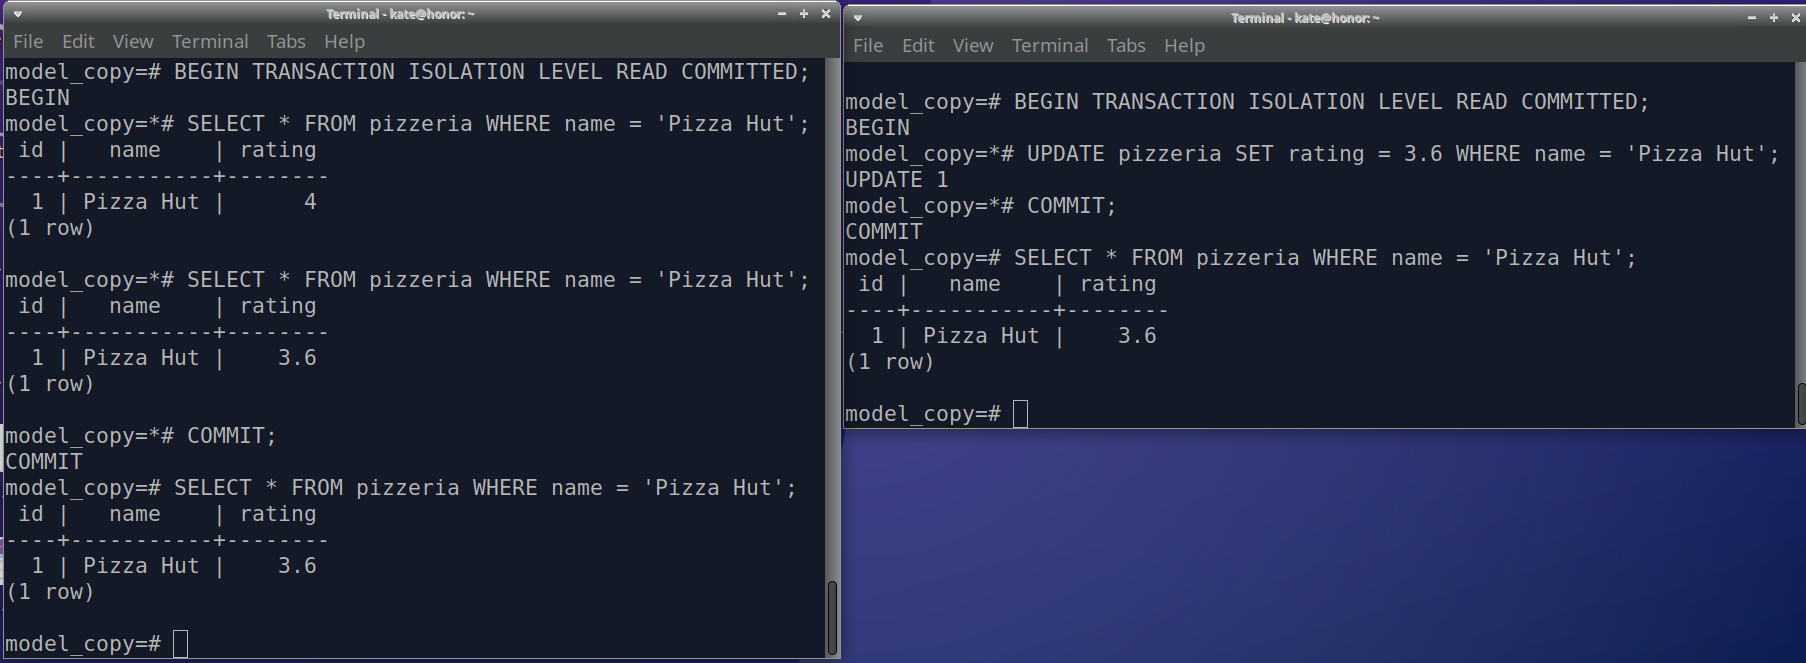 Terminal - kate@honor: ~
File Edit View Terminal Tabs Help
model_copy=# BEGIN TRANSACTION ISOLATION LEVEL READ COMMITTED;
BEGIN
model_copy=*# SELECT * FROM pizzeria WHERE name = 'Pizza Hut';
 id |   name    | rating
----+-----------+--------
  1 | Pizza Hut |      4
(1 row)

model_copy=*# SELECT * FROM pizzeria WHERE name = 'Pizza Hut';
 id |   name    | rating
----+-----------+--------
  1 | Pizza Hut |    3.6
(1 row)

model_copy=*# COMMIT;
COMMIT
model_copy=# SELECT * FROM pizzeria WHERE name = 'Pizza Hut';
 id |   name    | rating
----+-----------+--------
  1 | Pizza Hut |    3.6
(1 row)

model_copy=#
Terminal - kate@honor: ~
File Edit View Terminal Tabs Help
model_copy=# BEGIN TRANSACTION ISOLATION LEVEL READ COMMITTED;
BEGIN
model_copy=*# UPDATE pizzeria SET rating = 3.6 WHERE name = 'Pizza Hut';
UPDATE 1
model_copy=*# COMMIT;
COMMIT
model_copy=# SELECT * FROM pizzeria WHERE name = 'Pizza Hut';
 id |   name    | rating
----+-----------+--------
  1 | Pizza Hut |    3.6
(1 row)

model_copy=#